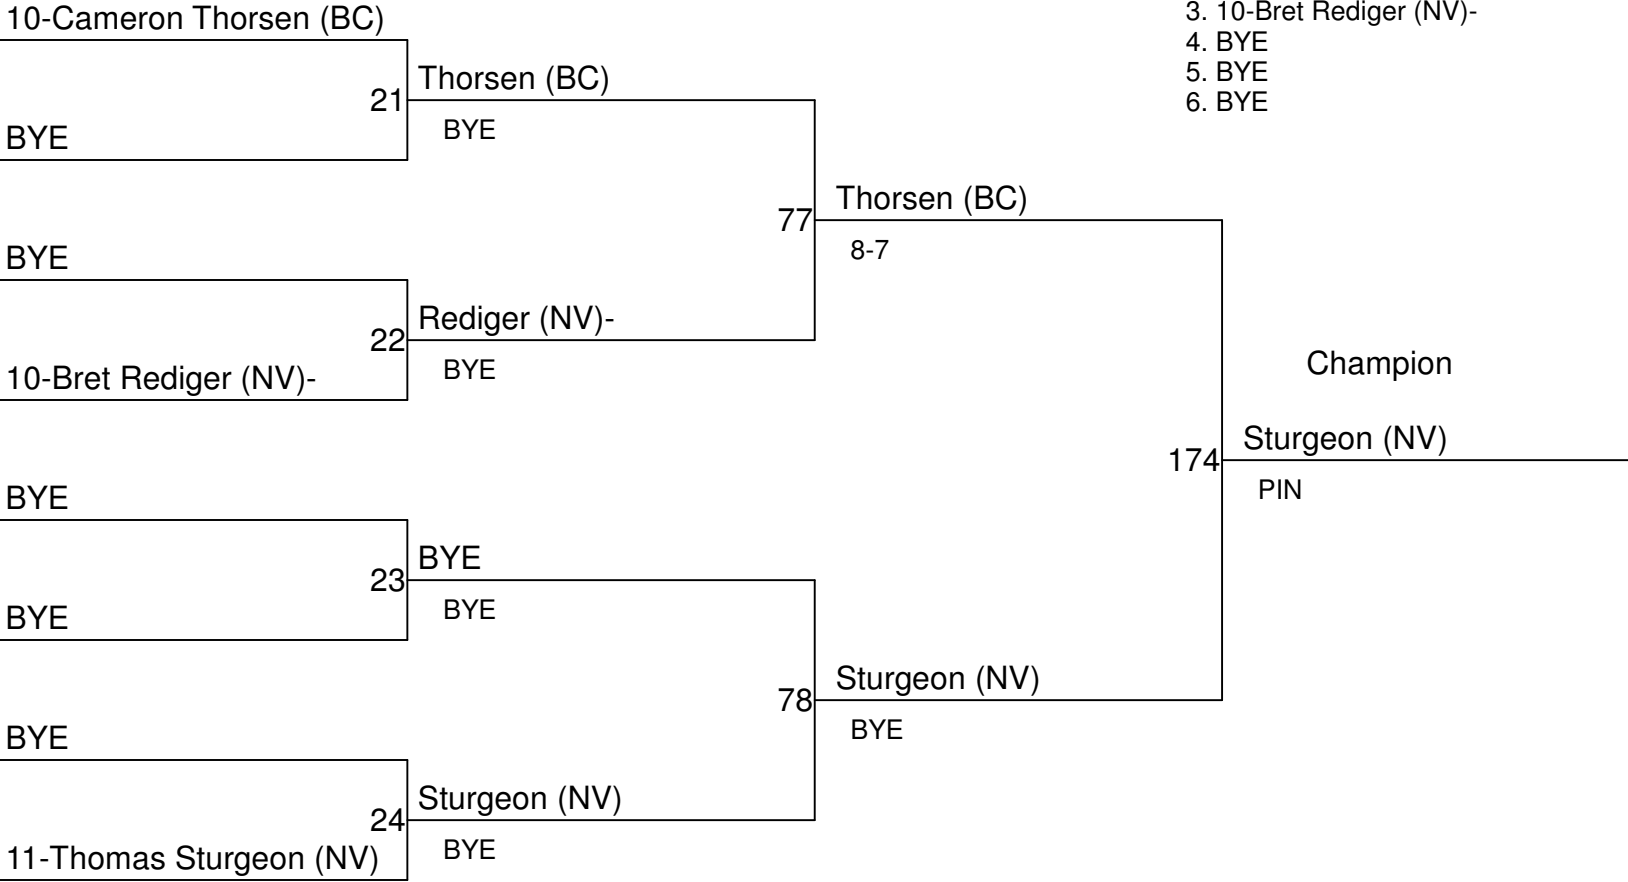 10-Cameron Thorsen (BC)
3. 10-Bret Rediger (NV)-
4. BYE
5. BYE
6. BYE
21
Thorsen (BC)
BYE
BYE
77
Thorsen (BC)
8-7
BYE
22
Rediger (NV)-
BYE
10-Bret Rediger (NV)-
Champion
174
Sturgeon (NV)
PIN
BYE
23
BYE
BYE
BYE
78
Sturgeon (NV)
BYE
BYE
24
Sturgeon (NV)
BYE
11-Thomas Sturgeon (NV)